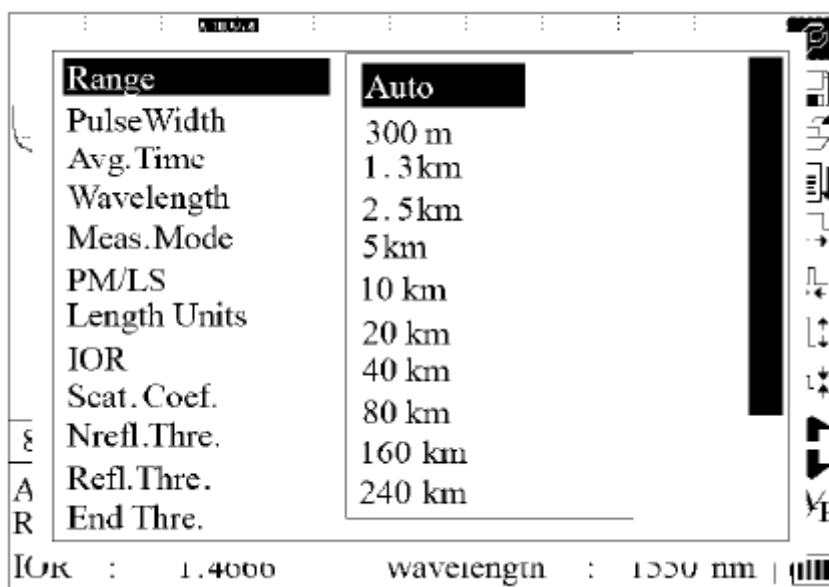 Range
PulseWidth
Avg.Time
Wavelength
Meas.Mode
PM/LS
Length Units
IOR
Scat.Coef.
Nrefl.Thre.
Refl.Thre.
End Thre.
Auto
300 m
1.3km
2.5km
5km
10 km
20 km
40 km
80 km
160 km
240 km
A
R
IOR : 1.4666 Wavelength : 1550 nm